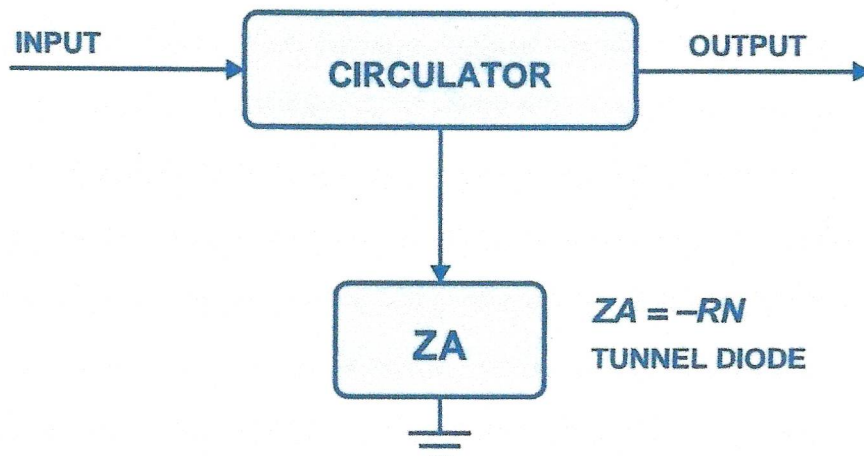 INPUT
CIRCULATOR
OUTPUT
ZA
ZA = –RN
TUNNEL DIODE